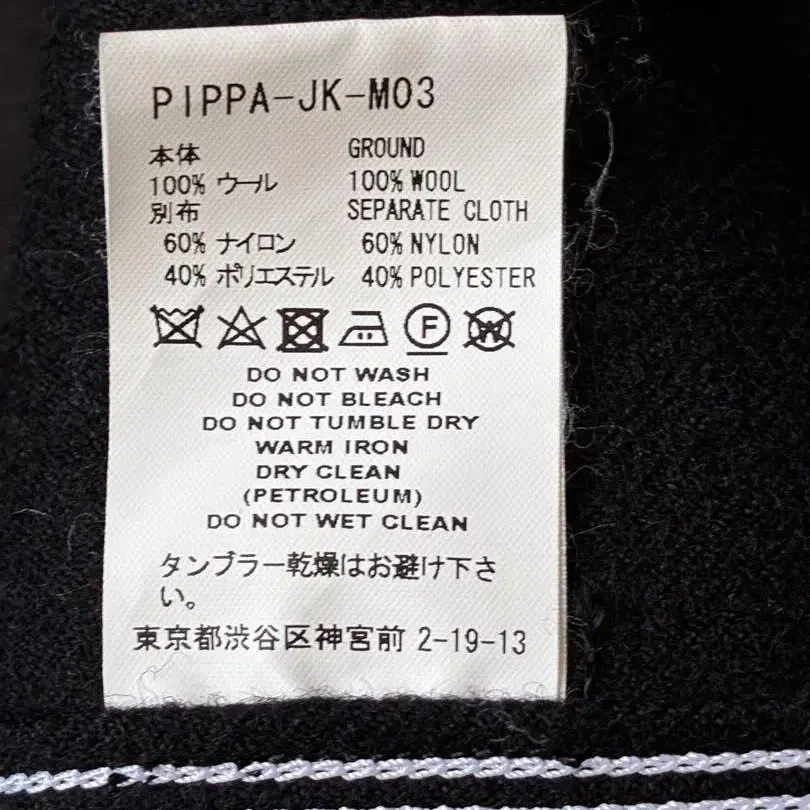 PIPPA-JK-M03
本体 GROUND
100% ウール 100% WOOL
別布 SEPARATE CLOTH
60% ナイロン 60% NYLON
40% ポリエステル 40% POLYESTER
F W
DO NOT WASH
DO NOT BLEACH
DO NOT TUMBLE DRY
WARM IRON
DRY CLEAN
(PETROLEUM)
DO NOT WET CLEAN
タンブラー乾燥はお避け下さ
い。
東京都渋谷区神宮前 2-19-13